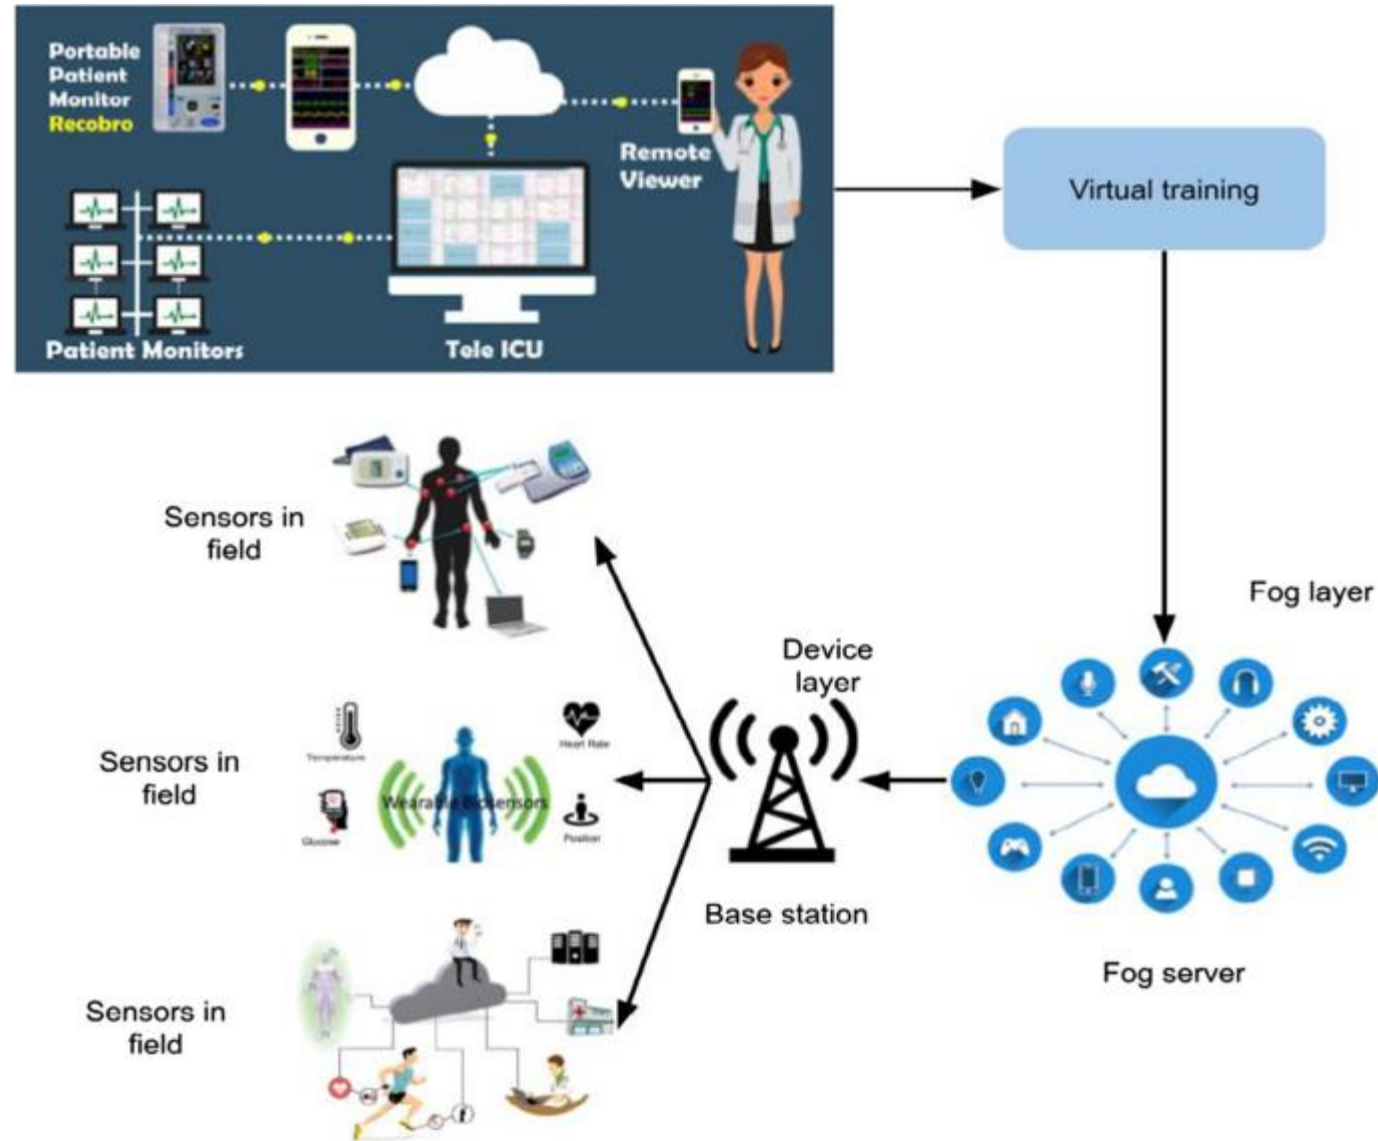 Portable
Patient
Monitor
Recobro
Remote
Viewer
Patient Monitors
Tele ICU
Virtual training
Sensors in
field
Fog layer
Device
layer
Temperature
Heart Rate
Sensors in
field
Wearable Biosensors
Glucose
Position
Base station
Fog server
Sensors in
field